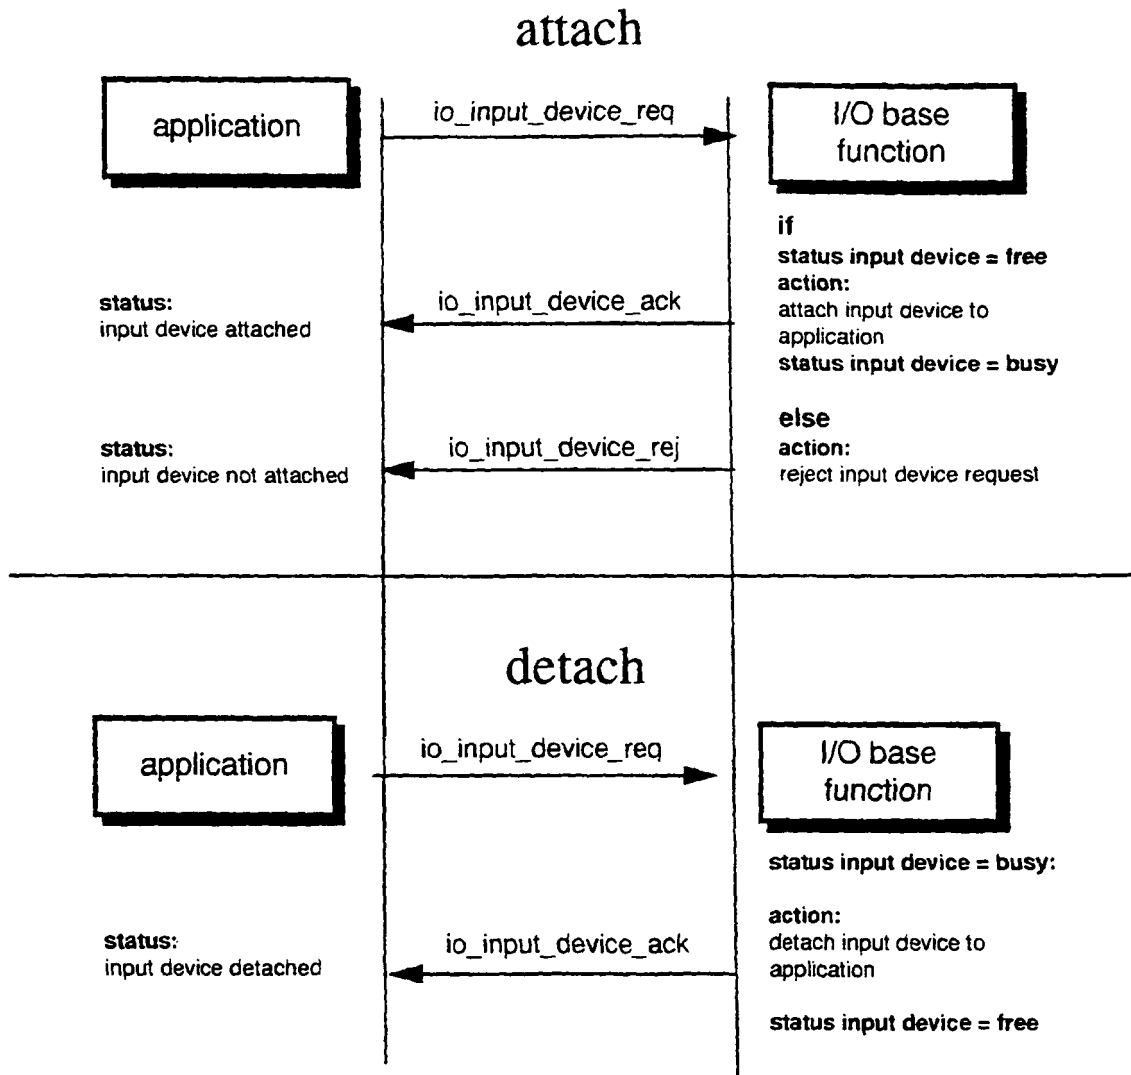 attach
application
io_input_device_req
I/O base
function
if
status input device = free
action:
attach input device to
application
status input device = busy
status:
input device attached
io_input_device_ack
else
action:
reject input device request
status:
input device not attached
io_input_device_rej
detach
application
io_input_device_req
I/O base
function
status input device = busy:
action:
detach input device to
application
status input device = free
status:
input device detached
io_input_device_ack